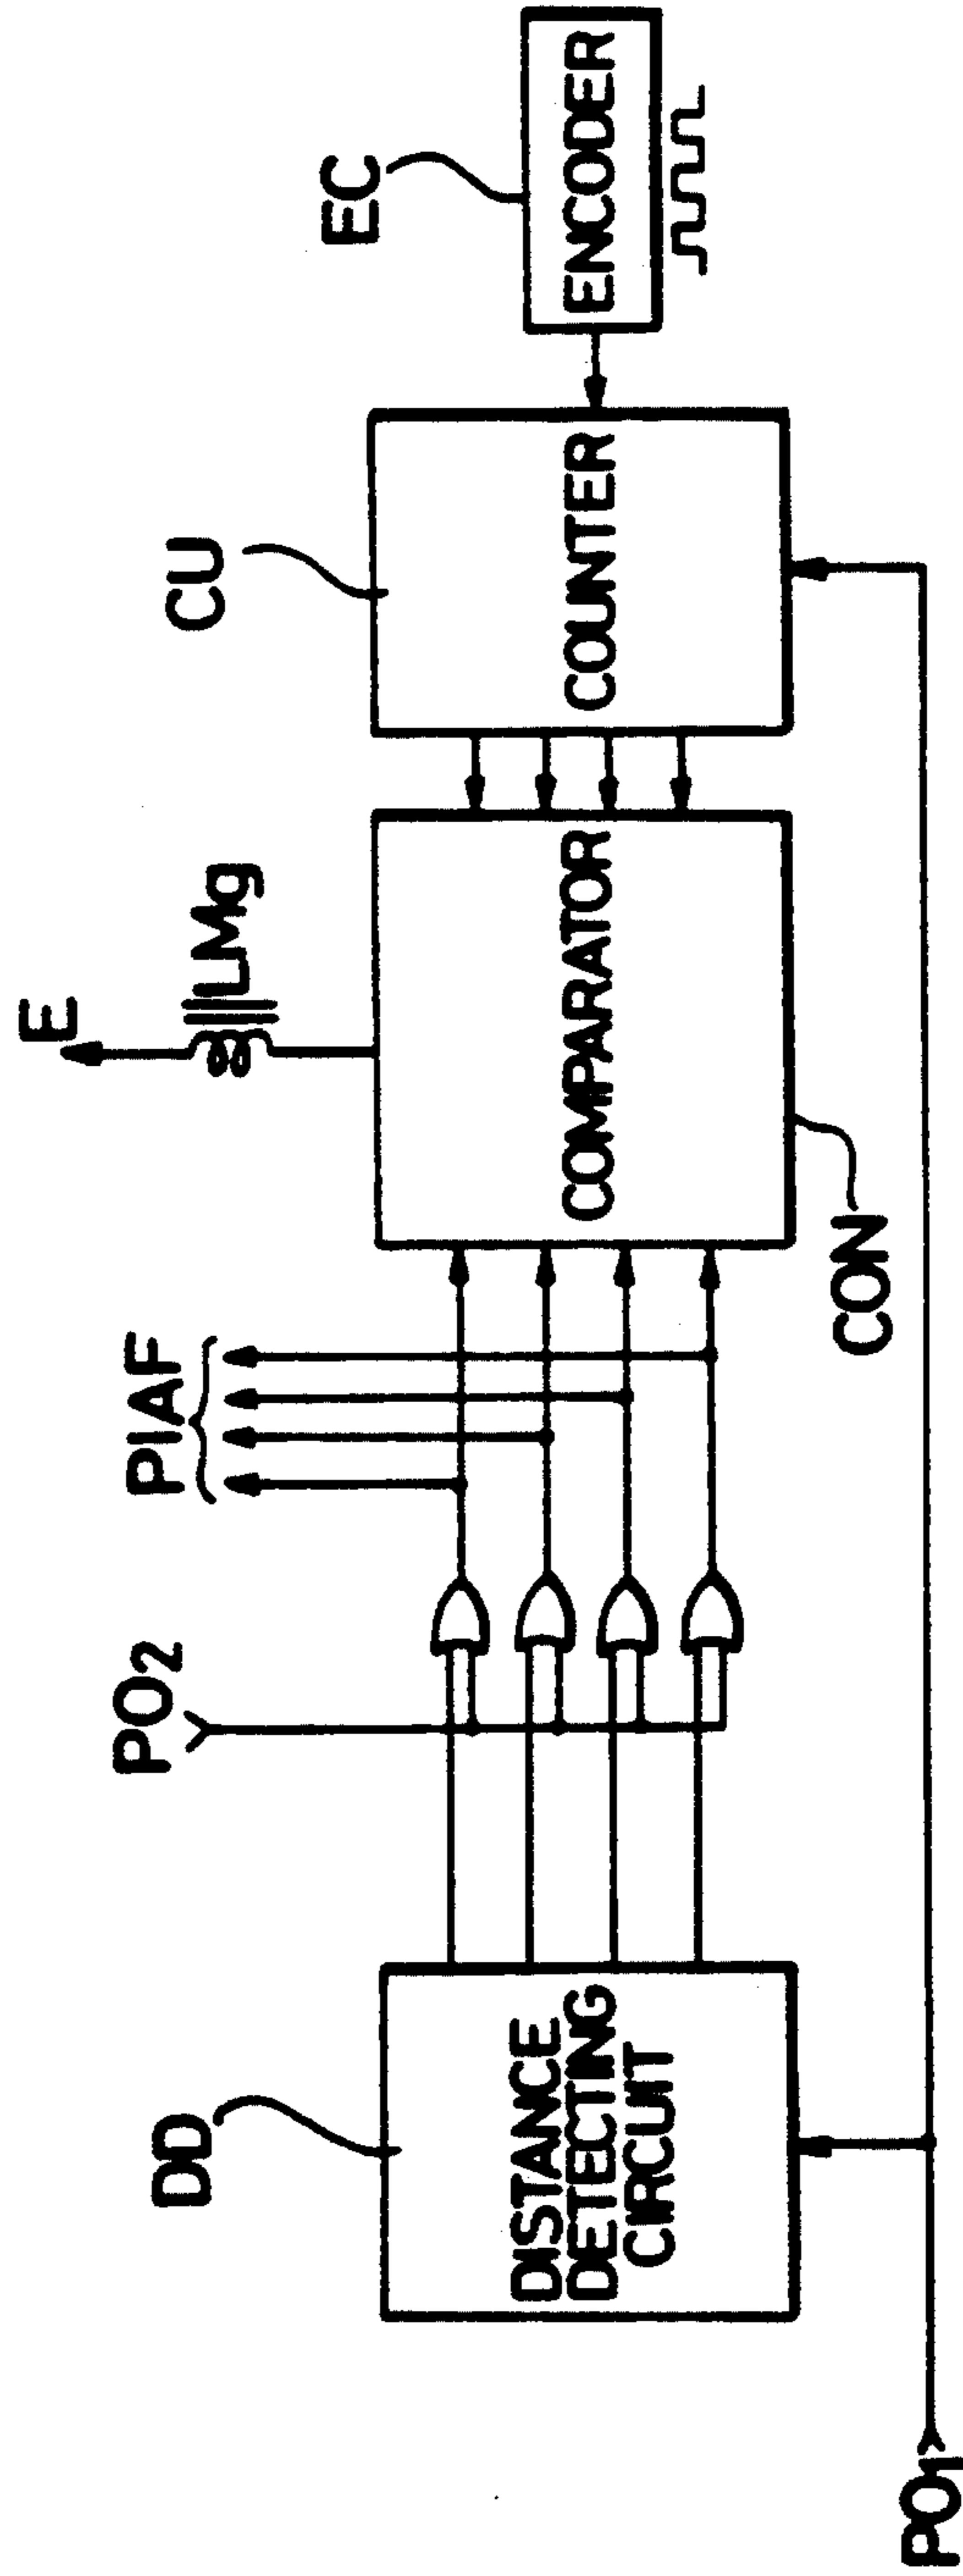 PO1
DD
DISTANCE
DETECTING
CIRCUIT
PO2
PIAF
E
LMg
COMPARATOR
CON
CU
COUNTER
EC
ENCODER